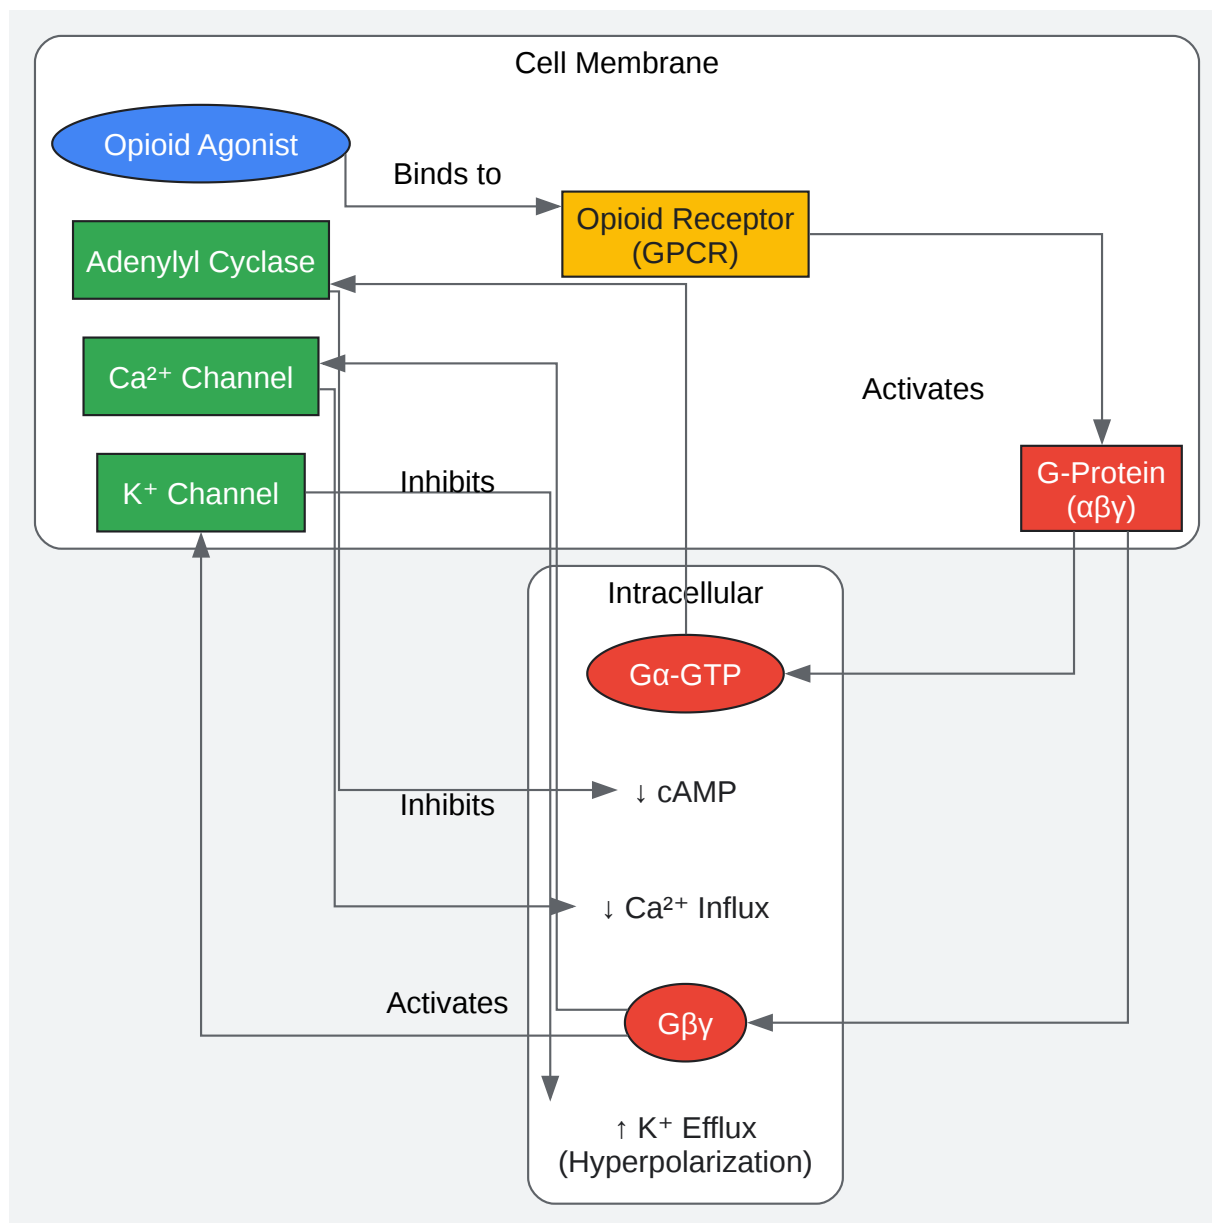 Cell Membrane
Opioid Agonist
Binds to
Opioid Receptor
(GPCR)
Adenylyl Cyclase
Ca²⁺ Channel
Activates
K⁺ Channel
Inhibits
G-Protein
(αβγ)
Intracellular
Gα-GTP
↓ cAMP
Inhibits
↓ Ca²⁺ Influx
Activates
Gβγ
↑ K⁺ Efflux
(Hyperpolarization)